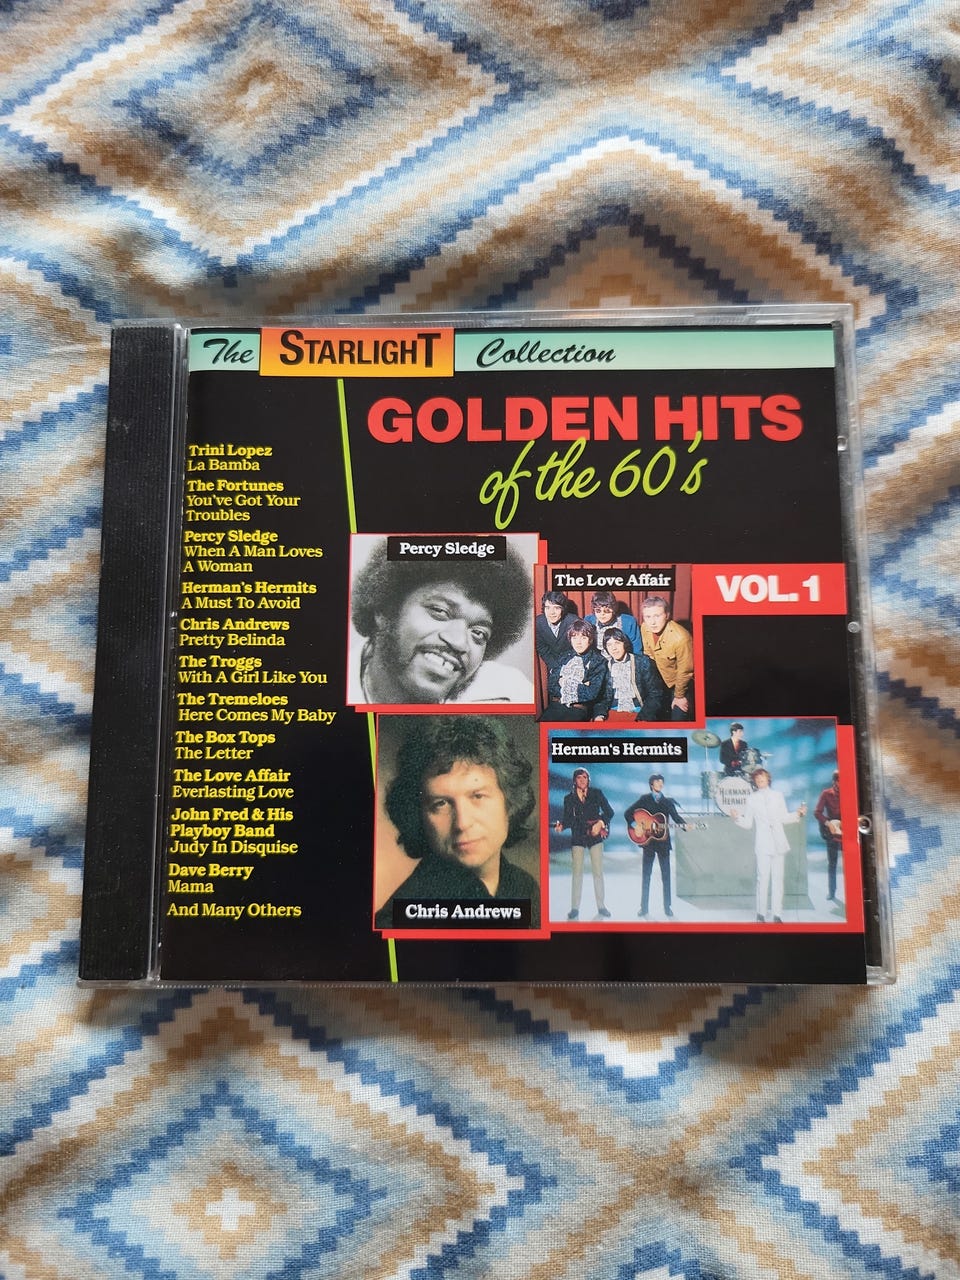 The STARLIGHT Collection
GOLDEN HITS
of the 60's
Trini Lopez
La Bamba
The Fortunes
You've Got Your
Troubles
Percy Sledge
When A Man Loves
A Woman
Herman's Hermits
A Must To Avoid
Chris Andrews
Pretty Belinda
The Troggs
With A Girl Like You
The Tremeloes
Here Comes My Baby
The Box Tops
The Letter
The Love Affair
Everlasting Love
John Fred & His
Playboy Band
Judy In Disquise
Dave Berry
Mama
And Many Others
Percy Sledge
The Love Affair
VOL.1
Chris Andrews
Herman's Hermits
HERMAN'S
HERMIT